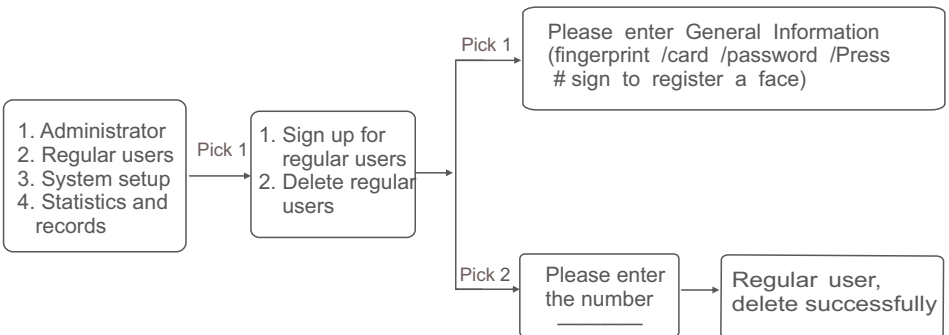 1. Administrator
2. Regular users
3. System setup
4. Statistics and
records
Pick 1
1. Sign up for
regular users
2. Delete regular
users
Pick 1
Please enter General Information
(fingerprint /card /password /Press
# sign to register a face)
Pick 2
Please enter
the number
Regular user,
delete successfully